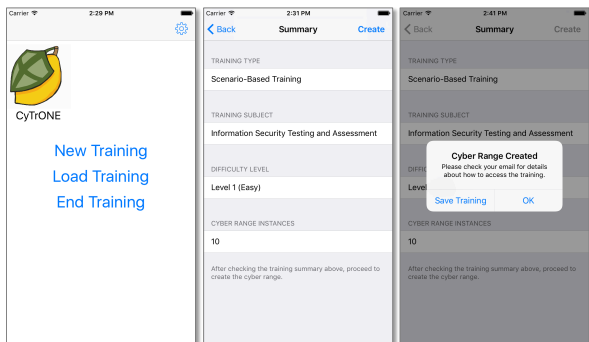 Carrier 2:29 PM
CyTrONE
New Training
Load Training
End Training
Carrier 2:31 PM
Back Summary Create
TRAINING TYPE
Scenario-Based Training
TRAINING SUBJECT
Information Security Testing and Assessment
DIFFICULTY LEVEL
Level 1 (Easy)
CYBER RANGE INSTANCES
10
After checking the training summary above, proceed to
create the cyber range.
Carrier 2:41 PM
Back Summary Create
TRAINING TYPE
Scenario-Based Training
TRAINING SUBJECT
Information Security Testing and Assessment
DIFFIC
Level
Cyber Range Created
Please check your email for details
about how to access the training.
Save Training OK
CYBER RANGE INSTANCES
10
After checking the training summary above, proceed to
create the cyber range.